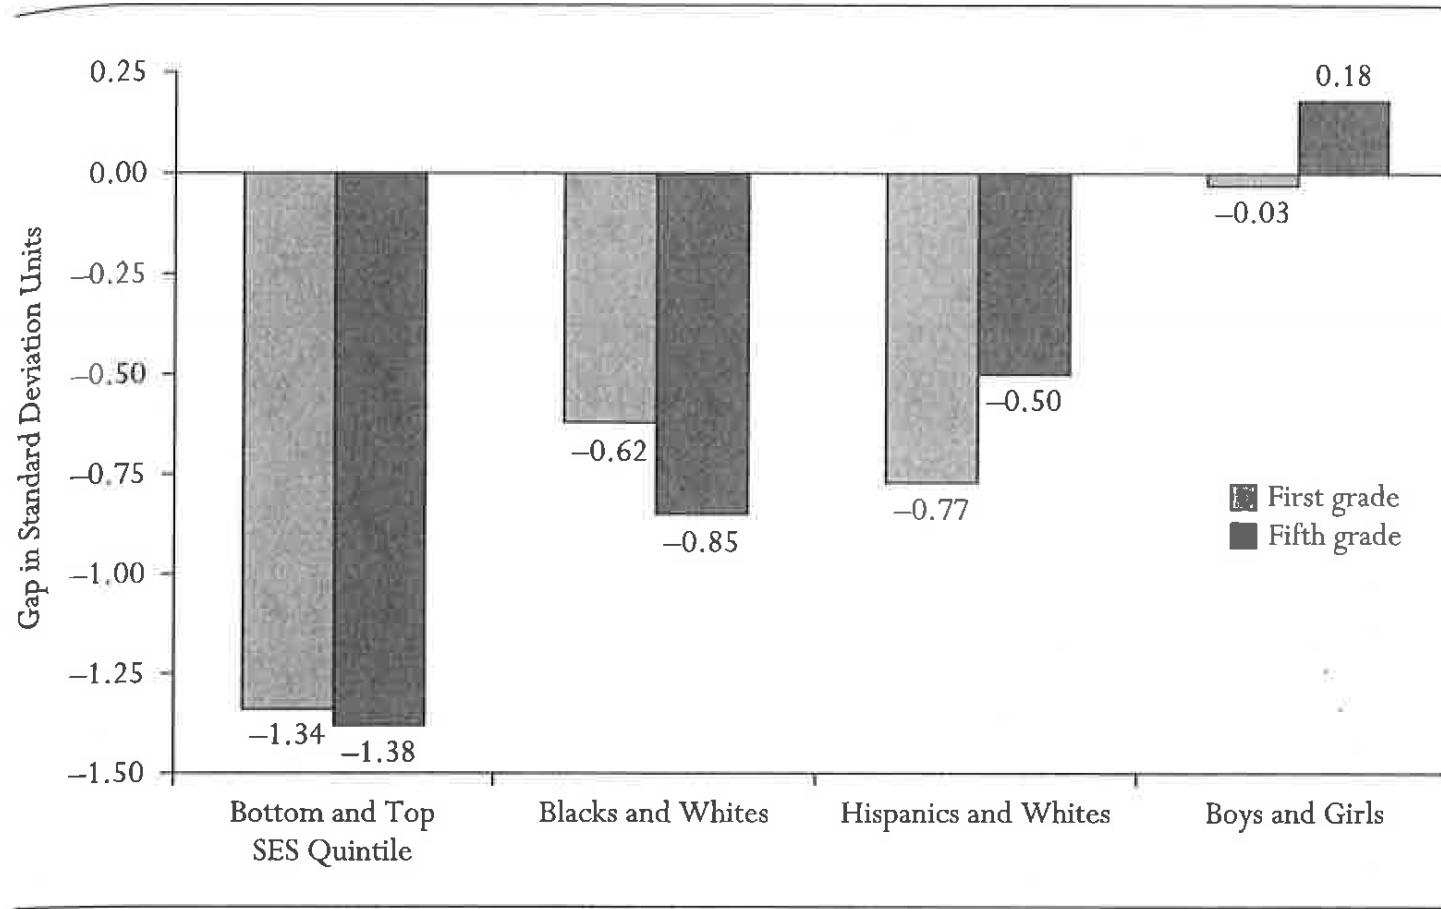 0.25
0.00
−0.25
−0.50
−0.75
−1.00
−1.25
−1.50
Gap in Standard Deviation Units
−1.34
−1.38
−0.62
−0.85
−0.77
−0.50
−0.03
0.18
First grade
Fifth grade
Bottom and Top
SES Quintile
Blacks and Whites
Hispanics and Whites
Boys and Girls